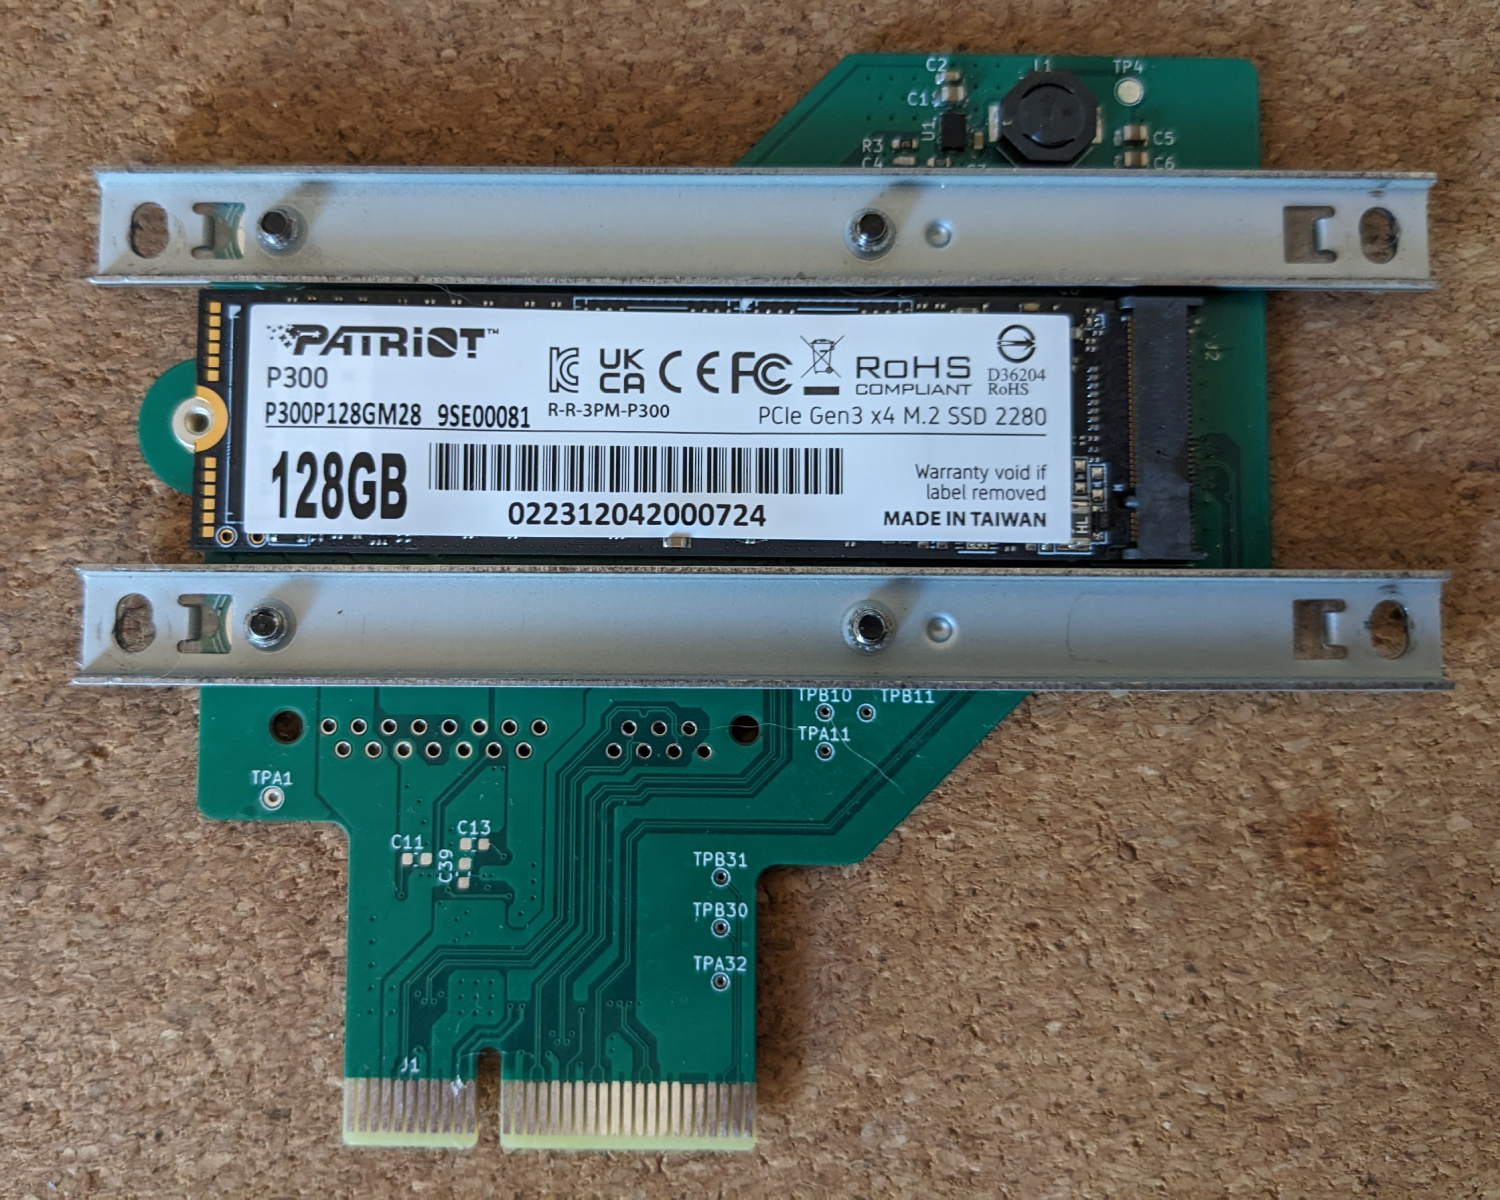 C2
L1
TP4
C1
U1
R3
C4
C5
C6
PATRIOT™
P300
P300P128GM28 9SE00081
UK
CA
CE
FC
RoHS
COMPLIANT
D36204
RoHS
R-R-3PM-P300
PCIe Gen3 x4 M.2 SSD 2280
128GB
022312042000724
Warranty void if
label removed
MADE IN TAIWAN
J2
TPB10
TPB11
TPA11
TPA1
C11
C13
C39
TPB31
TPB30
TPA32
J1